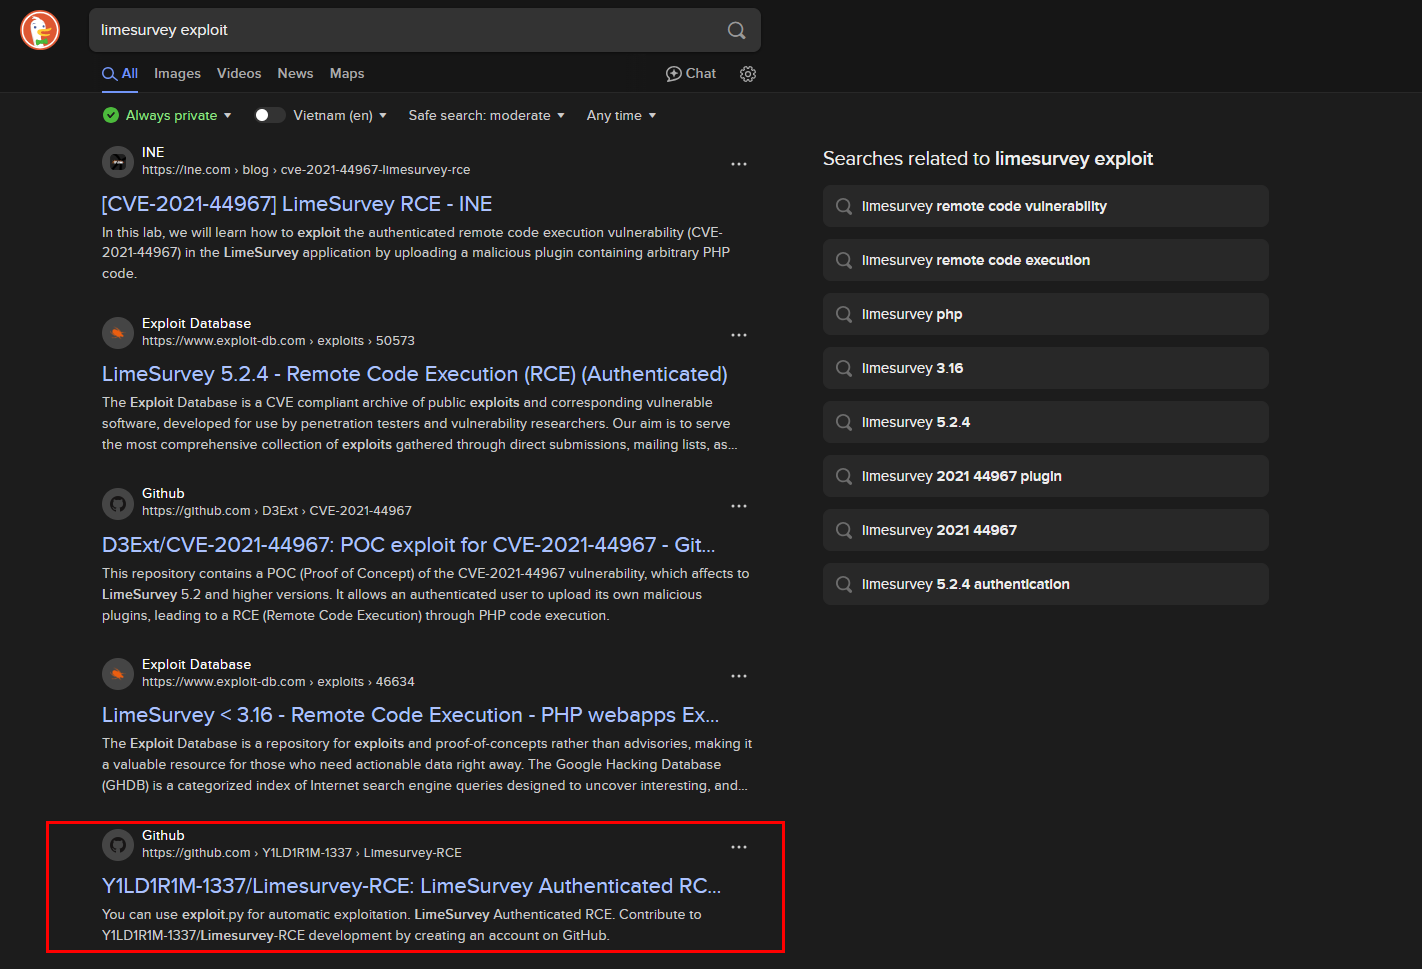 limesurvey exploit
All Images Videos News Maps Chat
Always private Vietnam (en) Safe search: moderate Any time
INE
https://ine.com › blog › cve-2021-44967-limesurvey-rce
[CVE-2021-44967] LimeSurvey RCE - INE
In this lab, we will learn how to exploit the authenticated remote code execution vulnerability (CVE-
2021-44967) in the LimeSurvey application by uploading a malicious plugin containing arbitrary PHP
code.
Exploit Database
https://www.exploit-db.com › exploits › 50573
LimeSurvey 5.2.4 - Remote Code Execution (RCE) (Authenticated)
The Exploit Database is a CVE compliant archive of public exploits and corresponding vulnerable
software, developed for use by penetration testers and vulnerability researchers. Our aim is to serve
the most comprehensive collection of exploits gathered through direct submissions, mailing lists, as...
Github
https://github.com › D3Ext › CVE-2021-44967
D3Ext/CVE-2021-44967: POC exploit for CVE-2021-44967 - Git...
This repository contains a POC (Proof of Concept) of the CVE-2021-44967 vulnerability, which affects to
LimeSurvey 5.2 and higher versions. It allows an authenticated user to upload its own malicious
plugins, leading to a RCE (Remote Code Execution) through PHP code execution.
Exploit Database
https://www.exploit-db.com › exploits › 46634
LimeSurvey < 3.16 - Remote Code Execution - PHP webapps Ex...
The Exploit Database is a repository for exploits and proof-of-concepts rather than advisories, making it
a valuable resource for those who need actionable data right away. The Google Hacking Database
(GHDB) is a categorized index of Internet search engine queries designed to uncover interesting, and...
Github
https://github.com › Y1LD1R1M-1337 › Limesurvey-RCE
Y1LD1R1M-1337/Limesurvey-RCE: LimeSurvey Authenticated RC...
You can use exploit.py for automatic exploitation. LimeSurvey Authenticated RCE. Contribute to
Y1LD1R1M-1337/Limesurvey-RCE development by creating an account on GitHub.
Searches related to limesurvey exploit
limesurvey remote code vulnerability
limesurvey remote code execution
limesurvey php
limesurvey 3.16
limesurvey 5.2.4
limesurvey 2021 44967 plugin
limesurvey 2021 44967
limesurvey 5.2.4 authentication